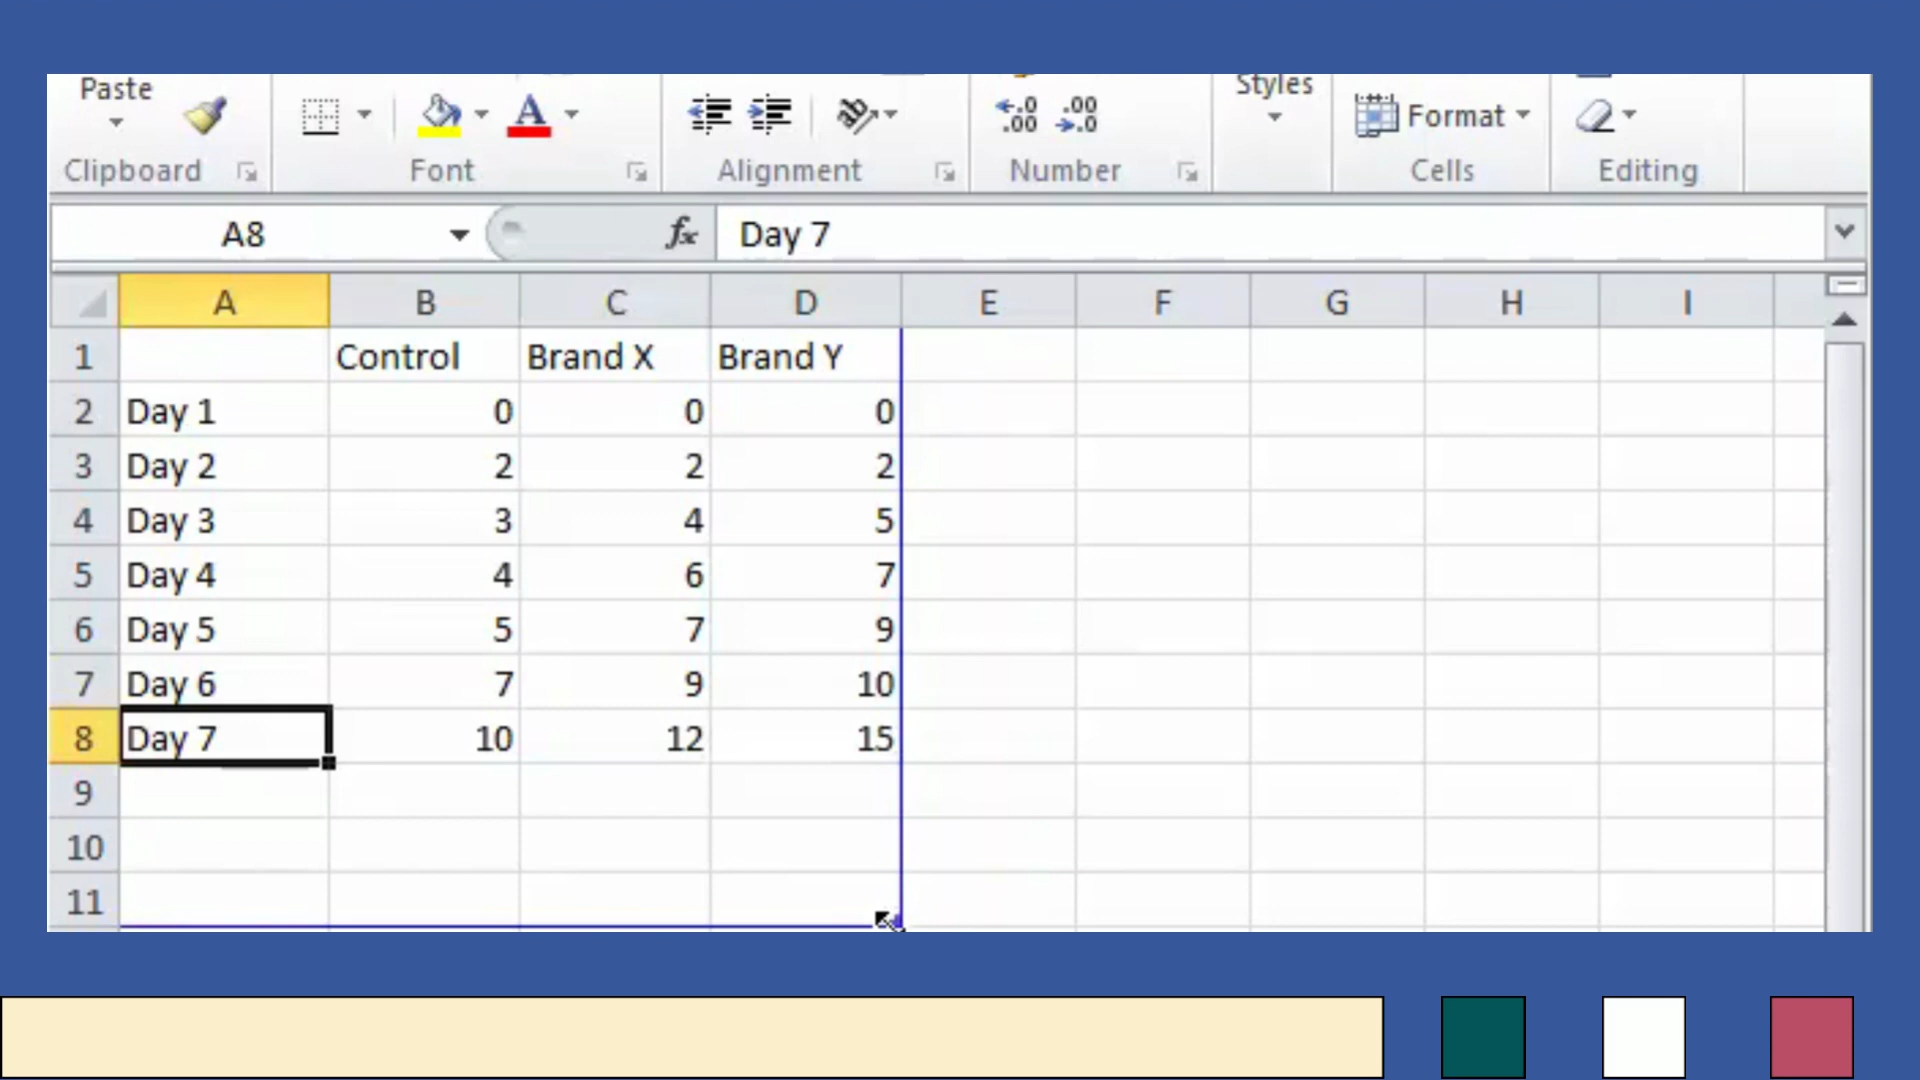 Paste
Styles
Format
Clipboard Font Alignment Number Cells Editing
A8 fx Day 7
A B C D E F G H I
1 Control Brand X Brand Y
2 Day 1 0 0 0
3 Day 2 2 2 2
4 Day 3 3 4 5
5 Day 4 4 6 7
6 Day 5 5 7 9
7 Day 6 7 9 10
8 Day 7 10 12 15
9
10
11